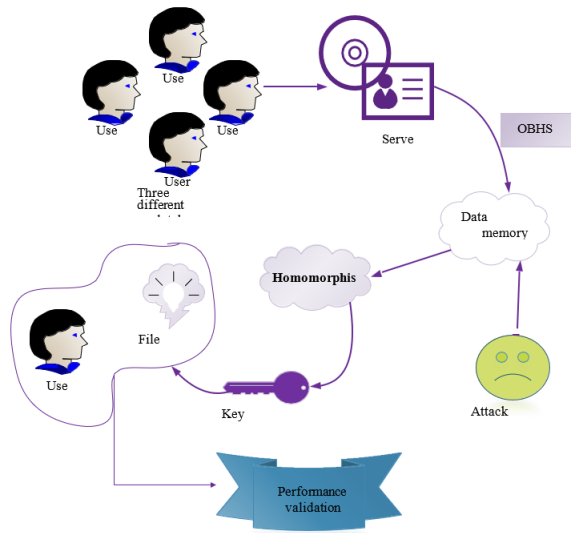 Use
Use
Use
User
Three
different
Serve
OBHS
Data
memory
Homomorphis
File
Use
Key
Attack
Performance
validation